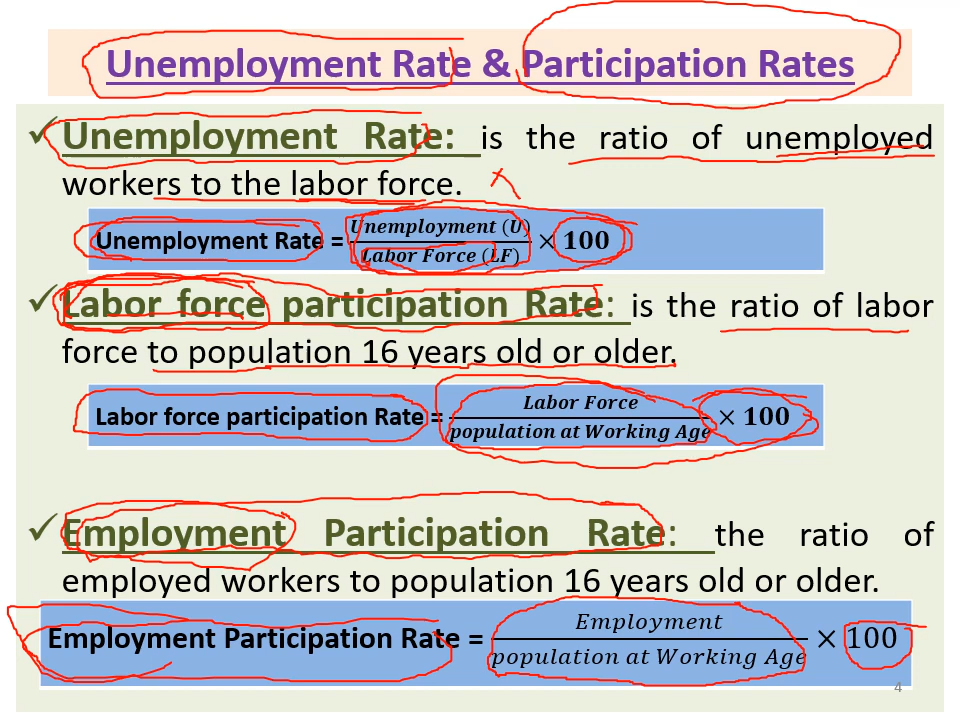 Unemployment Rate & Participation Rates
✓ Unemployment Rate: is the ratio of unemployed
workers to the labor force.
Unemployment Rate = Unemployment (U) / Labor Force (LF) × 100
✓ Labor force participation Rate: is the ratio of labor
force to population 16 years old or older.
Labor force participation Rate = Labor Force / population at Working Age × 100
✓ Employment Participation Rate: the ratio of
employed workers to population 16 years old or older.
Employment Participation Rate = Employment / population at Working Age × 100
4